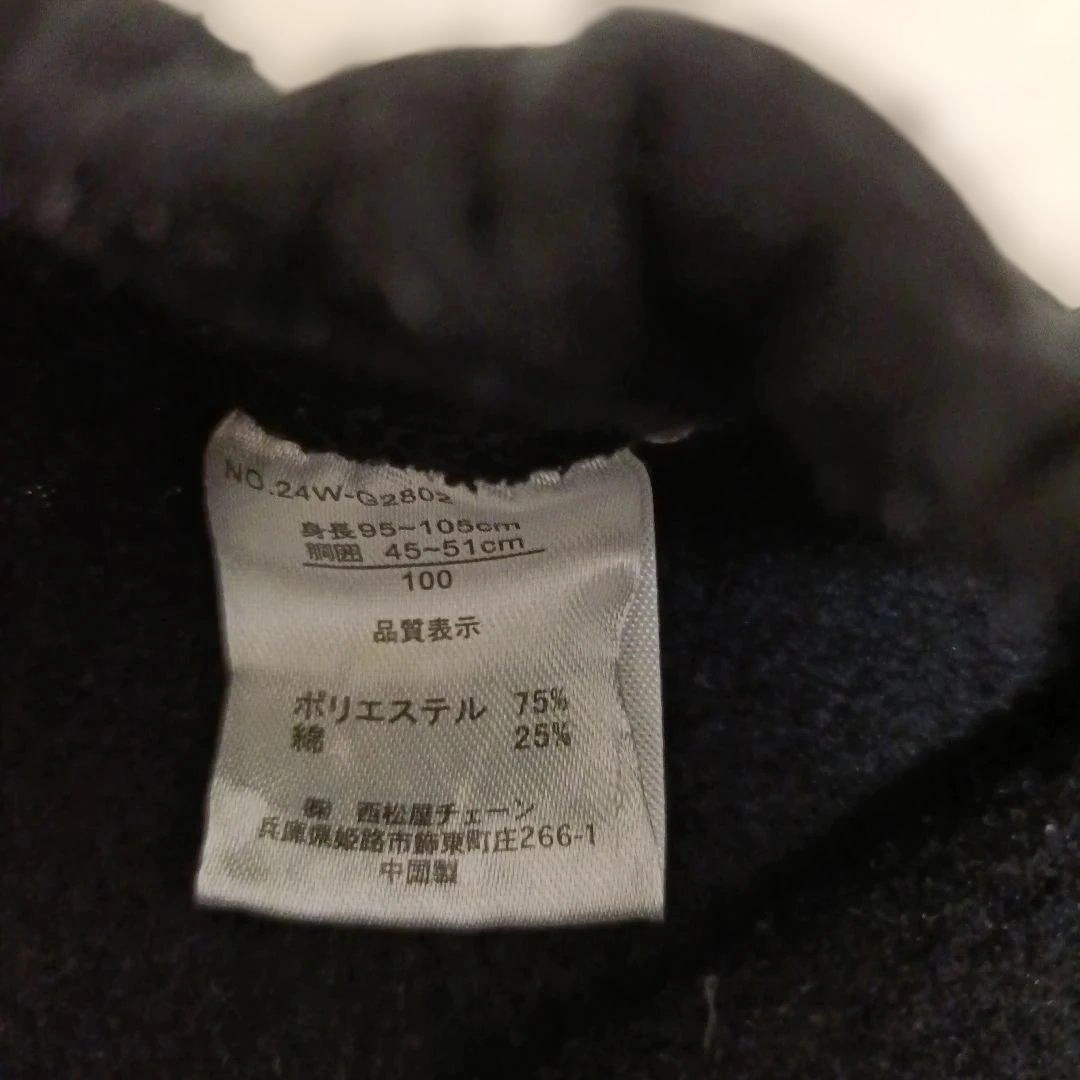 NO.24W-G2802
身長95~105cm
胴囲 45~51cm
100
品質表示
ポリエステル 75%
綿 25%
㈱ 西松屋チェーン
兵庫県姫路市飾東町庄266-1
中国製